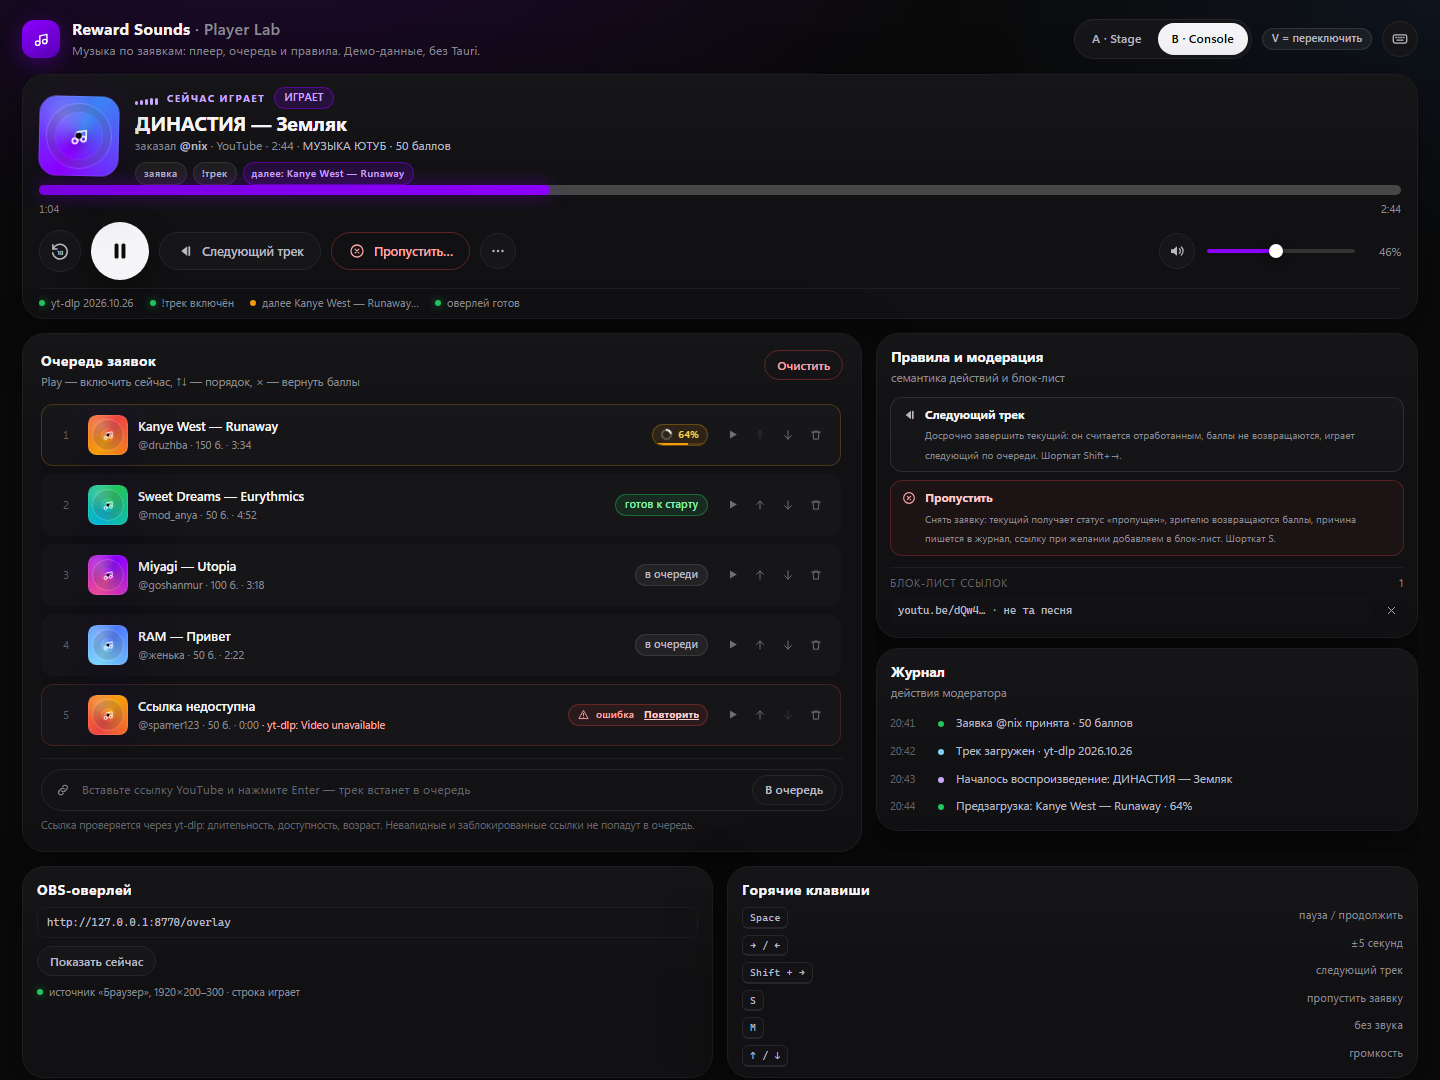 Reward Sounds · Player Lab
Музыка по заявкам: плеер, очередь и правила. Демо-данные, без Tauri.
A · Stage
B · Console
V = переключить
СЕЙЧАС ИГРАЕТ
ИГРАЕТ
ДИНАСТИЯ — Земляк
заказал @nix · YouTube · 2:44 · МУЗЫКА ЮТУБ · 50 баллов
заявка
!трек
далее: Kanye West — Runaway
1:04
2:44
10
Следующий трек
Пропустить...
46%
yt-dlp 2026.10.26
!трек включён
далее Kanye West — Runaway…
оверлей готов
Очередь заявок
Play — включить сейчас, ↑↓ — порядок, × — вернуть баллы
Очистить
1
Kanye West — Runaway
@druzhba · 150 б. · 3:34
64%
2
Sweet Dreams — Eurythmics
@mod_anya · 50 б. · 4:52
готов к старту
3
Miyagi — Utopia
@goshanmur · 100 б. · 3:18
в очереди
4
RAM — Привет
@женька · 50 б. · 2:22
в очереди
5
Ссылка недоступна
@spamer123 · 50 б. · 0:00 · yt-dlp: Video unavailable
ошибка Повторить
Вставьте ссылку YouTube и нажмите Enter — трек встанет в очередь
В очередь
Ссылка проверяется через yt-dlp: длительность, доступность, возраст. Невалидные и заблокированные ссылки не попадут в очередь.
Правила и модерация
семантика действий и блок-лист
Следующий трек
Досрочно завершить текущий: он считается отработанным, баллы не возвращаются, играет
следующий по очереди. Шорткат Shift+→.
Пропустить
Снять заявку: текущий получает статус «пропущен», зрителю возвращаются баллы, причина
пишется в журнал, ссылку при желании добавляем в блок-лист. Шорткат S.
БЛОК-ЛИСТ ССЫЛОК
1
youtu.be/dQw4… · не та песня
Журнал
действия модератора
20:41 Заявка @nix принята · 50 баллов
20:42 Трек загружен · yt-dlp 2026.10.26
20:43 Началось воспроизведение: ДИНАСТИЯ — Земляк
20:44 Предзагрузка: Kanye West — Runaway · 64%
OBS-оверлей
http://127.0.0.1:8770/overlay
Показать сейчас
источник «Браузер», 1920×200–300 · строка играет
Горячие клавиши
Space пауза / продолжить
→ / ← ±5 секунд
Shift + → следующий трек
S пропустить заявку
M без звука
↑ / ↓ громкость